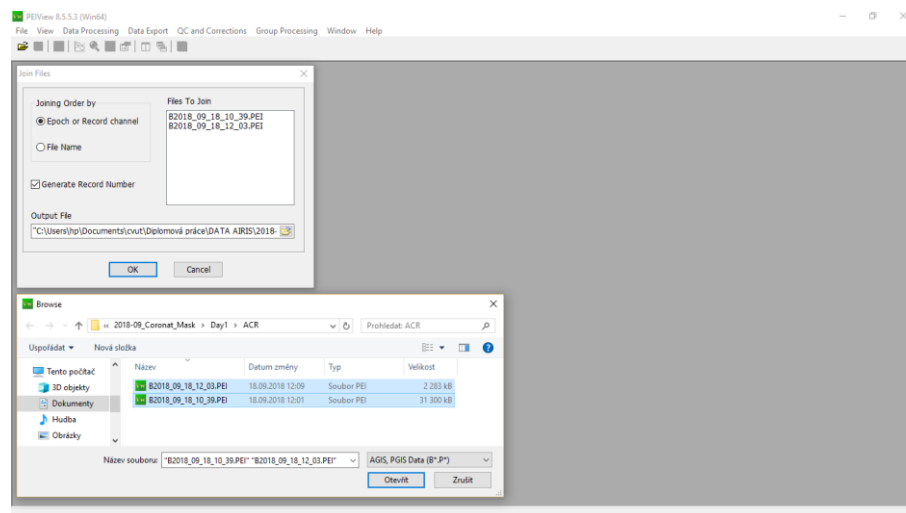 PEIView 8.5.5.3 (Win64)
File View Data Processing Data Export QC and Corrections Group Processing Window Help
Join Files
Joining Order by
Epoch or Record channel
File Name
Generate Record Number
Files To Join
B2018_09_18_10_39.PEI
B2018_09_18_12_03.PEI
Output File
"C:\Users\hp\Documents\cvut\Diplomová práce\DATA AIRIS\2018-
OK Cancel
Browse
« 2018-09_Coronat_Mask > Day1 > ACR
Prohledat: ACR
Uspořádat Nová složka
Tento počítač
3D objekty
Dokumenty
Hudba
Obrázky
Název Datum změny Typ Velikost
B2018_09_18_12_03.PEI 18.09.2018 12:09 Soubor PEI 2 283 kB
B2018_09_18_10_39.PEI 18.09.2018 12:01 Soubor PEI 31 300 kB
Název souboru: "B2018_09_18_10_39.PEI" "B2018_09_18_12_03.PEI" AGIS, PGIS Data (B*.P*)
Otevřít Zrušit